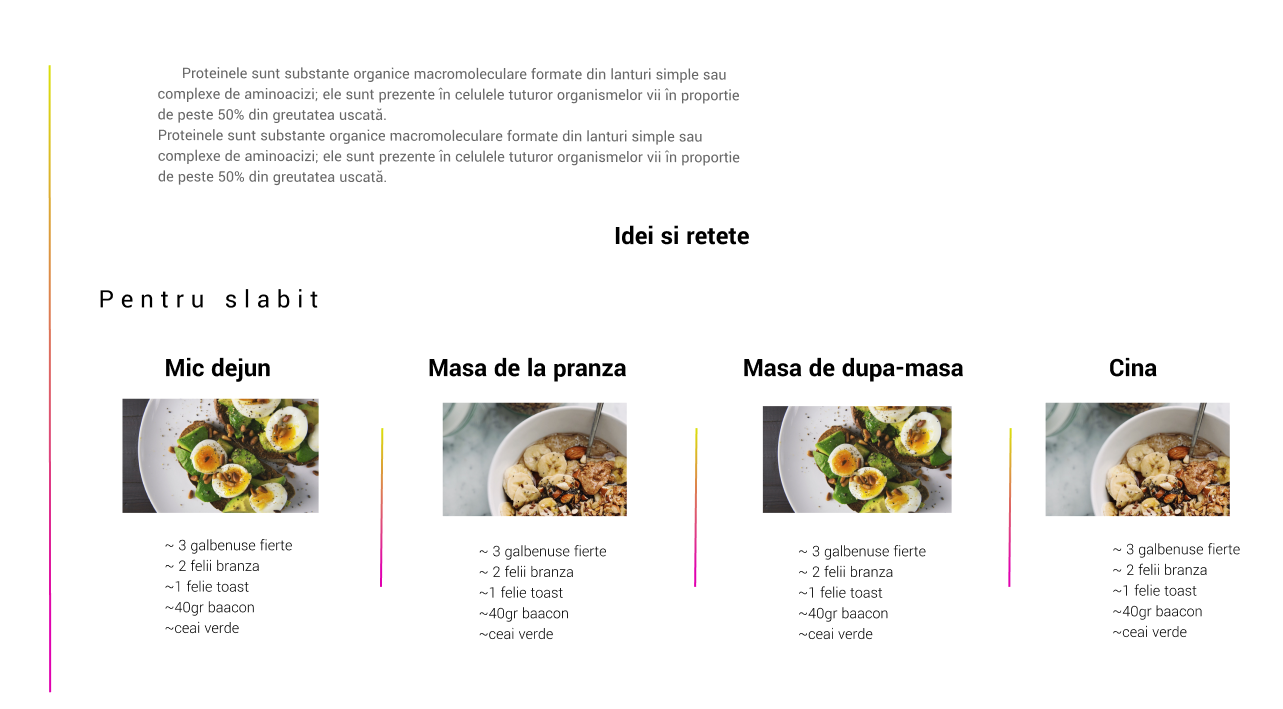 Proteinele sunt substante organice macromoleculare formate din lanturi simple sau
complexe de aminoacizi; ele sunt prezente în celulele tuturor organismelor vii în proportie
de peste 50% din greutatea uscată.
Proteinele sunt substante organice macromoleculare formate din lanturi simple sau
complexe de aminoacizi; ele sunt prezente în celulele tuturor organismelor vii în proportie
de peste 50% din greutatea uscată.
Idei si retete
Pentru slabit
Mic dejun
~ 3 galbenuse fierte
~ 2 felii branza
~1 felie toast
~40gr baacon
~ceai verde
Masa de la pranza
~ 3 galbenuse fierte
~ 2 felii branza
~1 felie toast
~40gr baacon
~ceai verde
Masa de dupa-masa
~ 3 galbenuse fierte
~ 2 felii branza
~1 felie toast
~40gr baacon
~ceai verde
Cina
~ 3 galbenuse fierte
~ 2 felii branza
~1 felie toast
~40gr baacon
~ceai verde